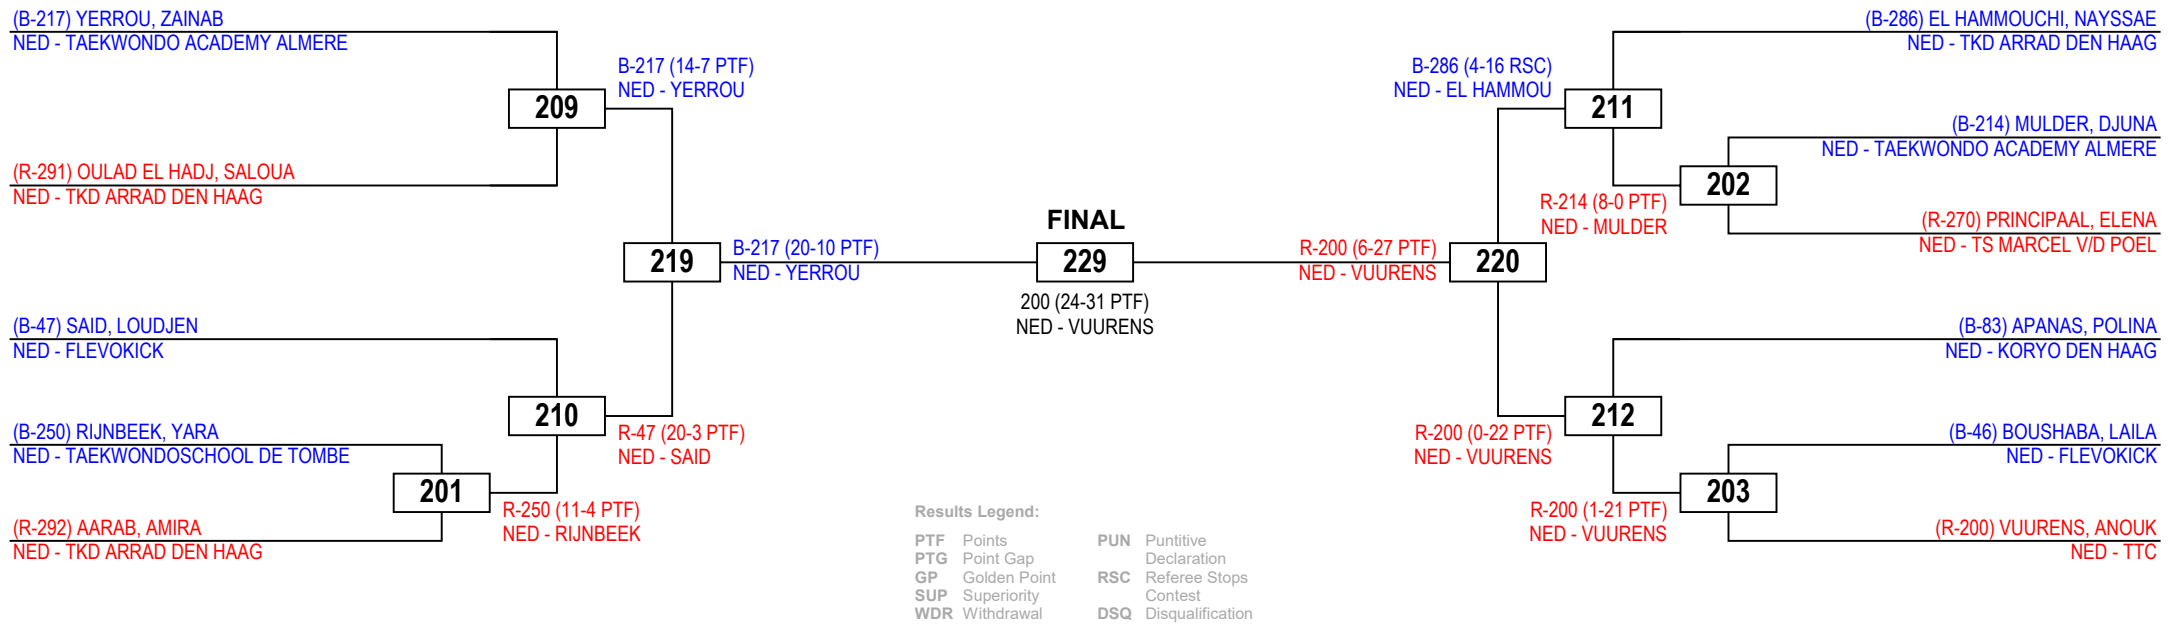 (B-217) YERROU, ZAINAB
NED - TAEKWONDO ACADEMY ALMERE
B-217 (14-7 PTF)
NED - YERROU
209
(R-291) OULAD EL HADJ, SALOUA
NED - TKD ARRAD DEN HAAG
219
B-217 (20-10 PTF)
NED - YERROU
(B-47) SAID, LOUDJEN
NED - FLEVOKICK
210
R-47 (20-3 PTF)
NED - SAID
(B-250) RIJNBEEK, YARA
NED - TAEKWONDOSCHOOL DE TOMBE
201
R-250 (11-4 PTF)
NED - RIJNBEEK
(R-292) AARAB, AMIRA
NED - TKD ARRAD DEN HAAG
FINAL
229
200 (24-31 PTF)
NED - VUURENS
(B-286) EL HAMMOUCHI, NAYSSAE
NED - TKD ARRAD DEN HAAG
B-286 (4-16 RSC)
NED - EL HAMMOU
211
(B-214) MULDER, DJUNA
NED - TAEKWONDO ACADEMY ALMERE
202
R-214 (8-0 PTF)
NED - MULDER
(R-270) PRINCIPAAL, ELENA
NED - TS MARCEL V/D POEL
R-200 (6-27 PTF)
NED - VUURENS
220
(B-83) APANAS, POLINA
NED - KORYO DEN HAAG
212
R-200 (0-22 PTF)
NED - VUURENS
(B-46) BOUSHABA, LAILA
NED - FLEVOKICK
203
R-200 (1-21 PTF)
NED - VUURENS
(R-200) VUURENS, ANOUK
NED - TTC
Results Legend:
PTF Points
PTG Point Gap
GP Golden Point
SUP Superiority
WDR Withdrawal
PUN Puntitive
Declaration
RSC Referee Stops
Contest
DSQ Disqualification